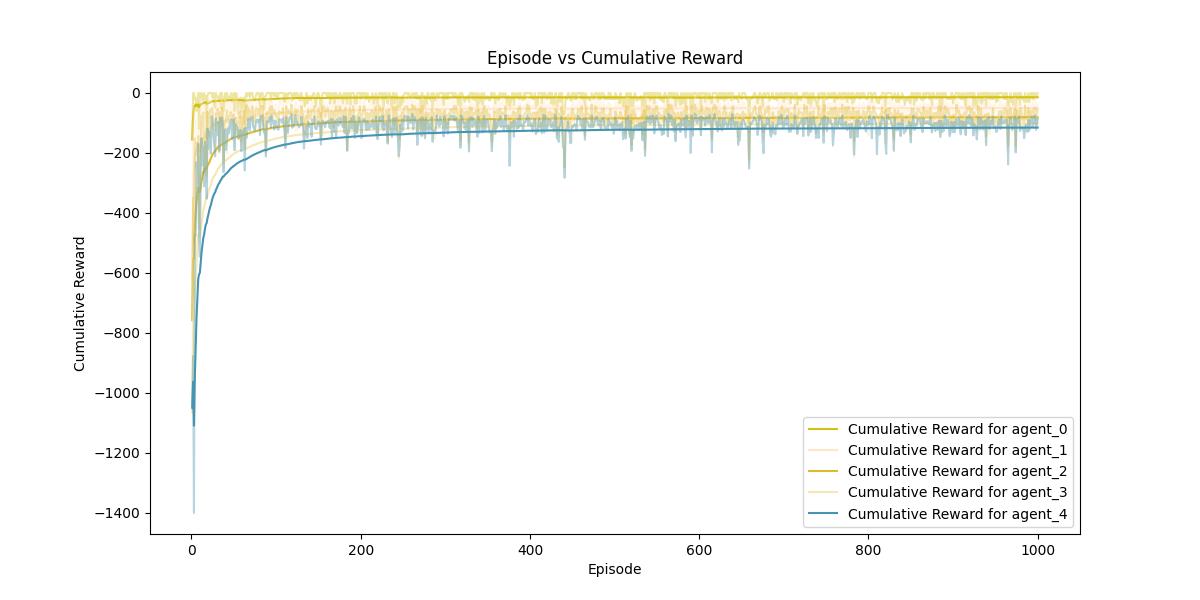 Episode vs Cumulative Reward
0
−200
−400
−600
−800
−1000
−1200
−1400
Cumulative Reward
0 200 400 600 800 1000
Episode
Cumulative Reward for agent_0
Cumulative Reward for agent_1
Cumulative Reward for agent_2
Cumulative Reward for agent_3
Cumulative Reward for agent_4